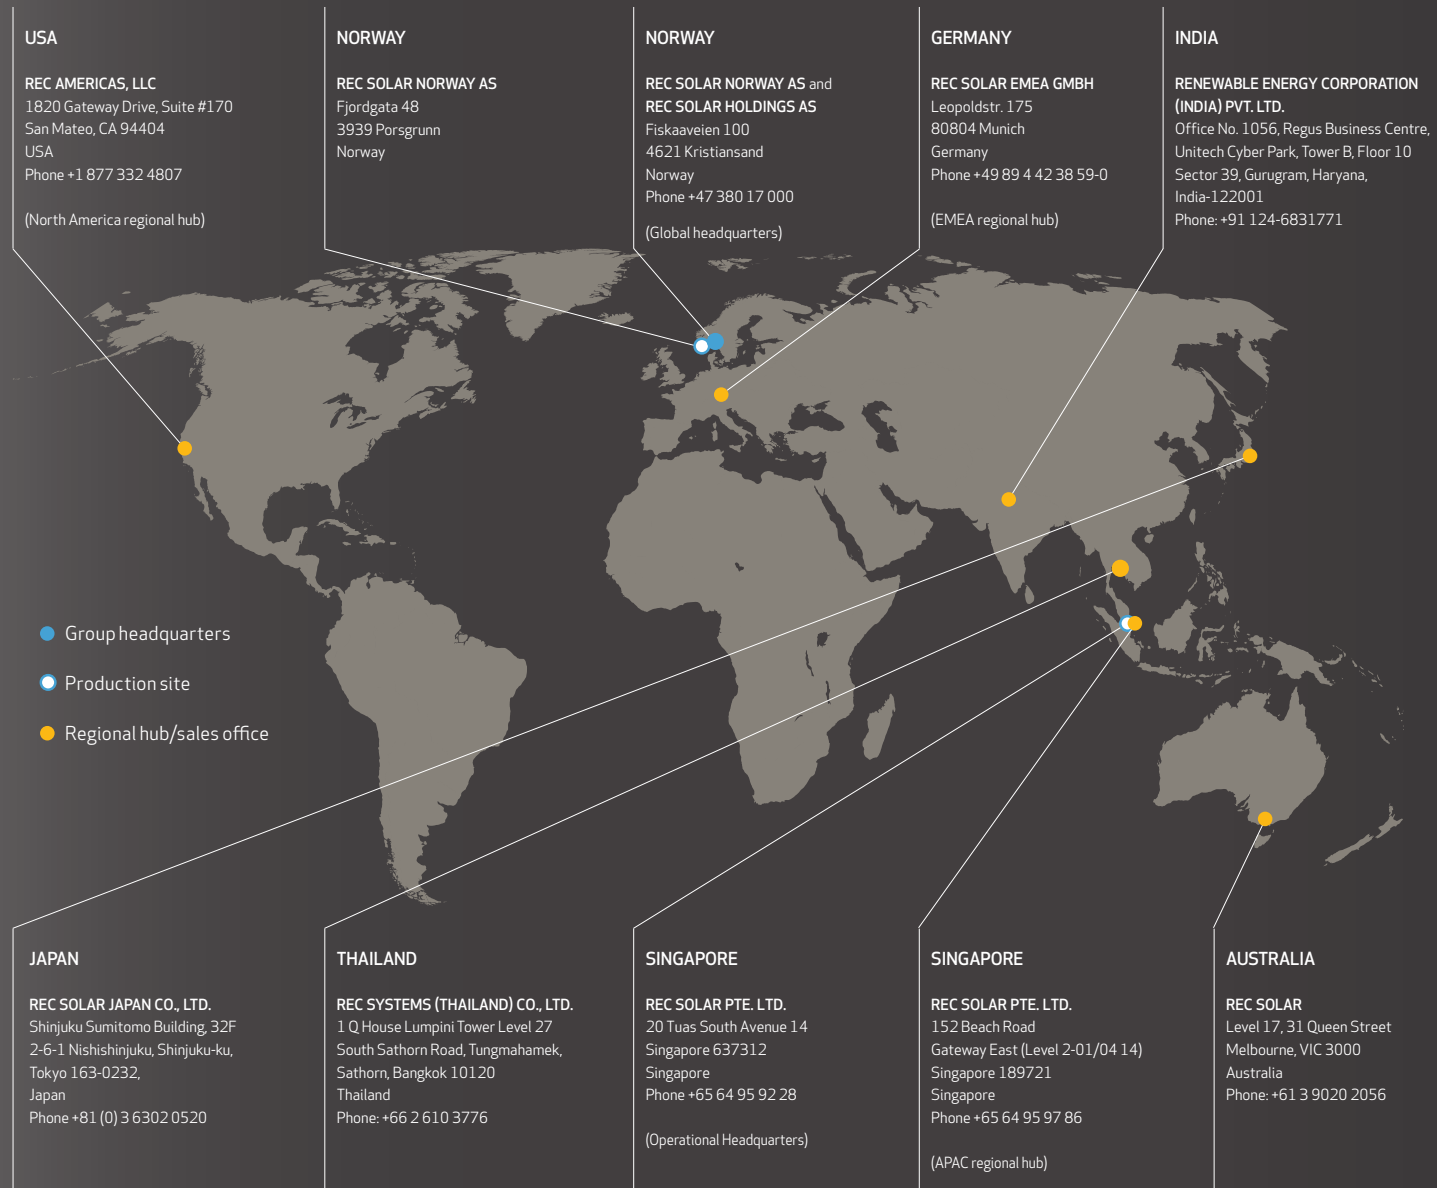 USA
REC AMERICAS, LLC
1820 Gateway Drive, Suite #170
San Mateo, CA 94404
USA
Phone +1 877 332 4807
(North America regional hub)
NORWAY
REC SOLAR NORWAY AS
Fjordgata 48
3939 Porsgrunn
Norway
NORWAY
REC SOLAR NORWAY AS and
REC SOLAR HOLDINGS AS
Fiskaaveien 100
4621 Kristiansand
Norway
Phone +47 380 17 000
(Global headquarters)
GERMANY
REC SOLAR EMEA GMBH
Leopoldstr. 175
80804 Munich
Germany
Phone +49 89 4 42 38 59-0
(EMEA regional hub)
INDIA
RENEWABLE ENERGY CORPORATION
(INDIA) PVT. LTD.
Office No. 1056, Regus Business Centre,
Unitech Cyber Park, Tower B, Floor 10
Sector 39, Gurugram, Haryana,
India-122001
Phone: +91 124-6831771
Group headquarters
Production site
Regional hub/sales office
JAPAN
REC SOLAR JAPAN CO., LTD.
Shinjuku Sumitomo Building, 32F
2-6-1 Nishishinjuku, Shinjuku-ku,
Tokyo 163-0232,
Japan
Phone +81 (0) 3 6302 0520
THAILAND
REC SYSTEMS (THAILAND) CO., LTD.
1 Q House Lumpini Tower Level 27
South Sathorn Road, Tungmahamek,
Sathorn, Bangkok 10120
Thailand
Phone: +66 2 610 3776
SINGAPORE
REC SOLAR PTE. LTD.
20 Tuas South Avenue 14
Singapore 637312
Singapore
Phone +65 64 95 92 28
(Operational Headquarters)
SINGAPORE
REC SOLAR PTE. LTD.
152 Beach Road
Gateway East (Level 2-01/04 14)
Singapore 189721
Singapore
Phone +65 64 95 97 86
(APAC regional hub)
AUSTRALIA
REC SOLAR
Level 17, 31 Queen Street
Melbourne, VIC 3000
Australia
Phone: +61 3 9020 2056